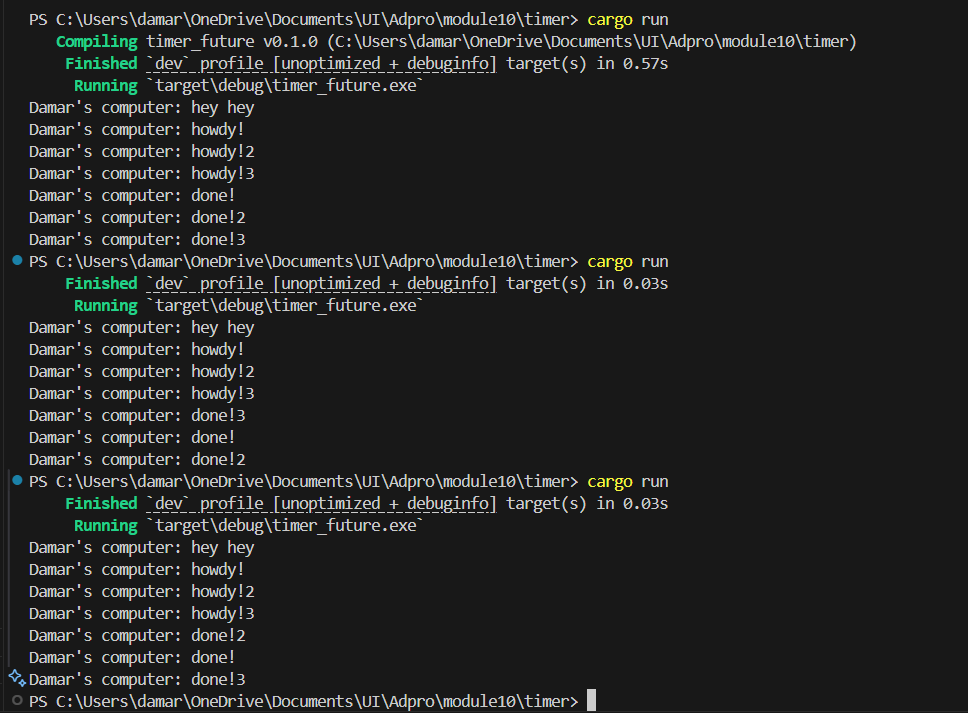 PS C:\Users\damar\OneDrive\Documents\UI\Adpro\module10\timer> cargo run
Compiling timer_future v0.1.0 (C:\Users\damar\OneDrive\Documents\UI\Adpro\module10\timer)
Finished `dev` profile [unoptimized + debuginfo] target(s) in 0.57s
Running `target\debug\timer_future.exe`
Damar's computer: hey hey
Damar's computer: howdy!
Damar's computer: howdy!2
Damar's computer: howdy!3
Damar's computer: done!
Damar's computer: done!2
Damar's computer: done!3
PS C:\Users\damar\OneDrive\Documents\UI\Adpro\module10\timer> cargo run
Finished `dev` profile [unoptimized + debuginfo] target(s) in 0.03s
Running `target\debug\timer_future.exe`
Damar's computer: hey hey
Damar's computer: howdy!
Damar's computer: howdy!2
Damar's computer: howdy!3
Damar's computer: done!3
Damar's computer: done!
Damar's computer: done!2
PS C:\Users\damar\OneDrive\Documents\UI\Adpro\module10\timer> cargo run
Finished `dev` profile [unoptimized + debuginfo] target(s) in 0.03s
Running `target\debug\timer_future.exe`
Damar's computer: hey hey
Damar's computer: howdy!
Damar's computer: howdy!2
Damar's computer: howdy!3
Damar's computer: done!2
Damar's computer: done!
Damar's computer: done!3
PS C:\Users\damar\OneDrive\Documents\UI\Adpro\module10\timer>